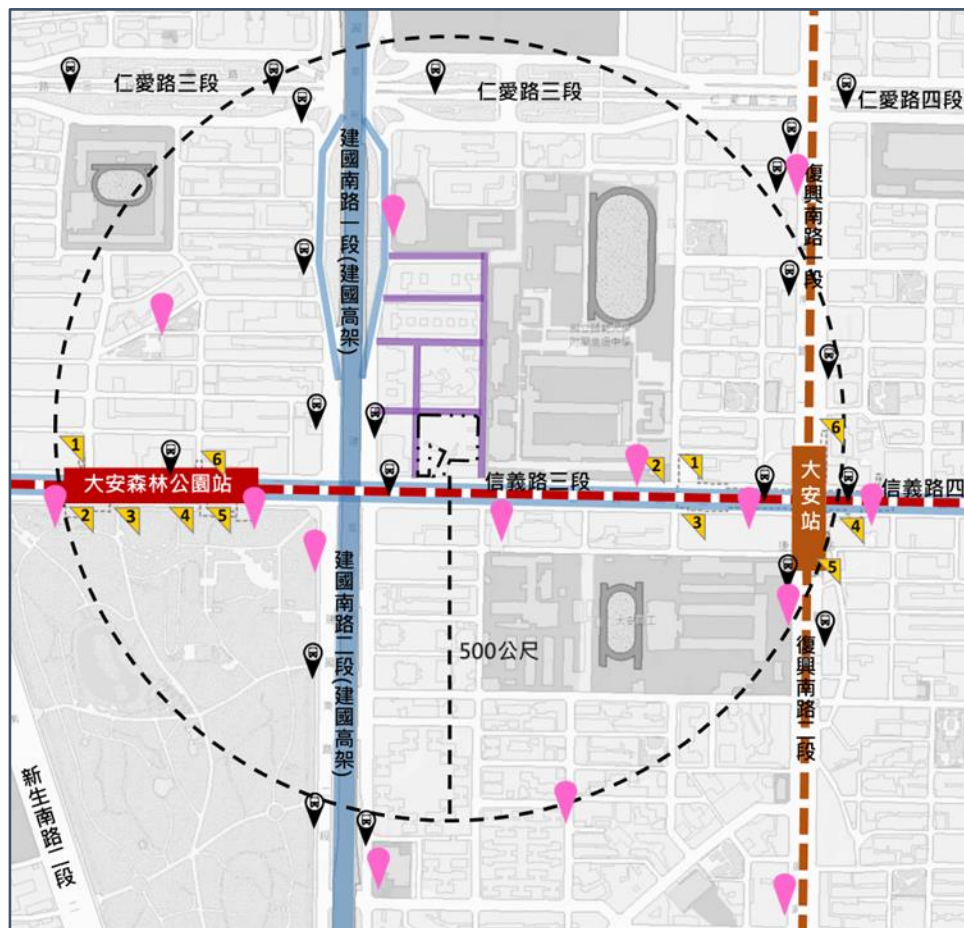 仁愛路三段
仁愛路三段
仁愛路四段
建國南路一段(建國高架)
復興南路一段
1
6
大安森林公園站
2
3
4
5
信義路三段
2
1
3
6
大安站
信義路四
4
5
建國南路二段(建國高架)
500公尺
大安高工
復興南路二段
新生南路二段